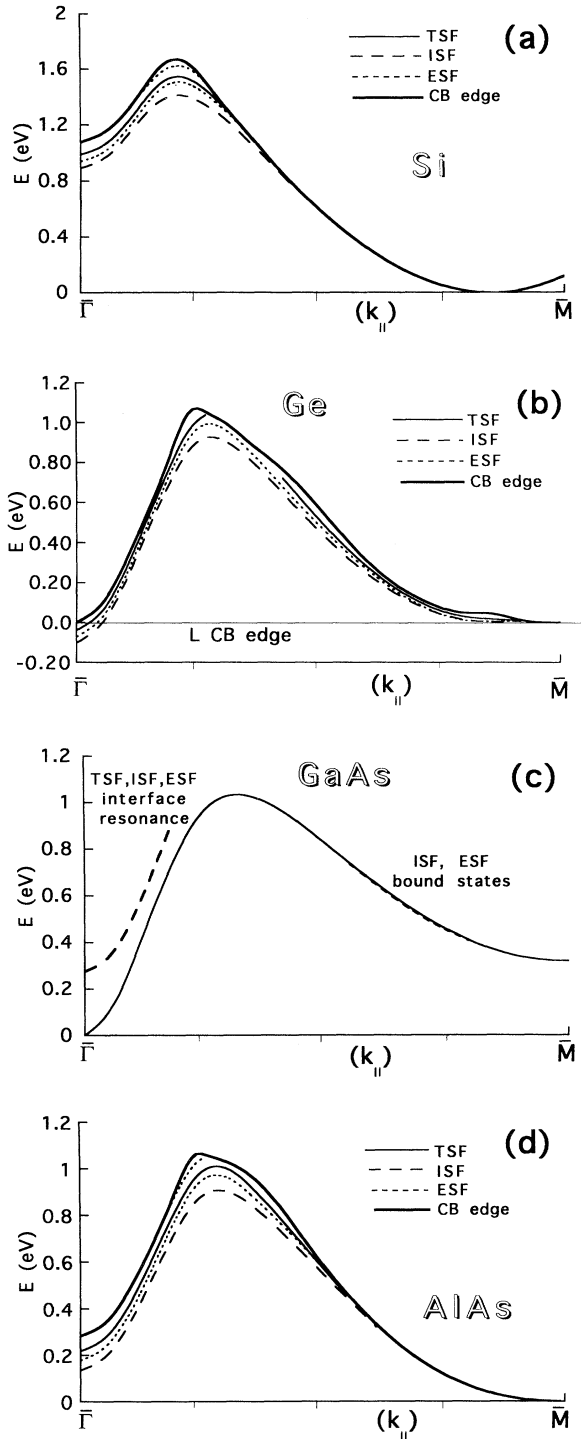 (a)
TSF
ISF
ESF
CB edge
Si
E (eV)
2
1.6
1.2
0.8
0.4
0
Γ̅
(k||)
M̅
(b)
Ge
TSF
ISF
ESF
CB edge
E (eV)
1.2
1.0
0.80
0.60
0.40
0.20
0.0
-0.20
L CB edge
Γ̅
(k||)
M̅
(c)
GaAs
TSF,ISF,ESF
interface
resonance
ISF, ESF
bound states
E (eV)
1.2
1
0.8
0.6
0.4
0.2
0
Γ̅
(k||)
M̅
(d)
TSF
ISF
ESF
CB edge
AlAs
E (eV)
1.2
1
0.8
0.6
0.4
0.2
0
Γ̅
(k||)
M̅